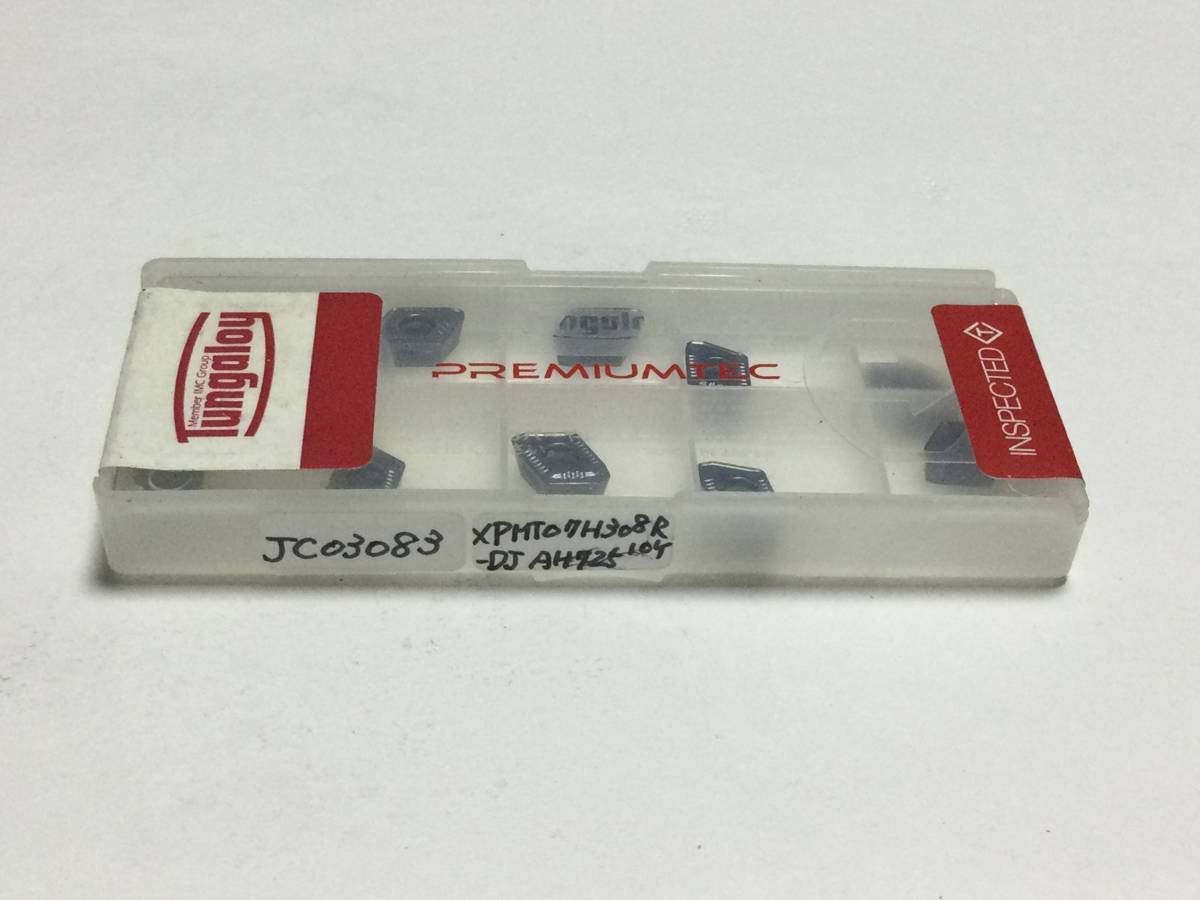 Tungaloy
Member IMC Group
PREMIUMTEC
INSPECTED
JC03083
XPMT07H308R
-DJ AH725